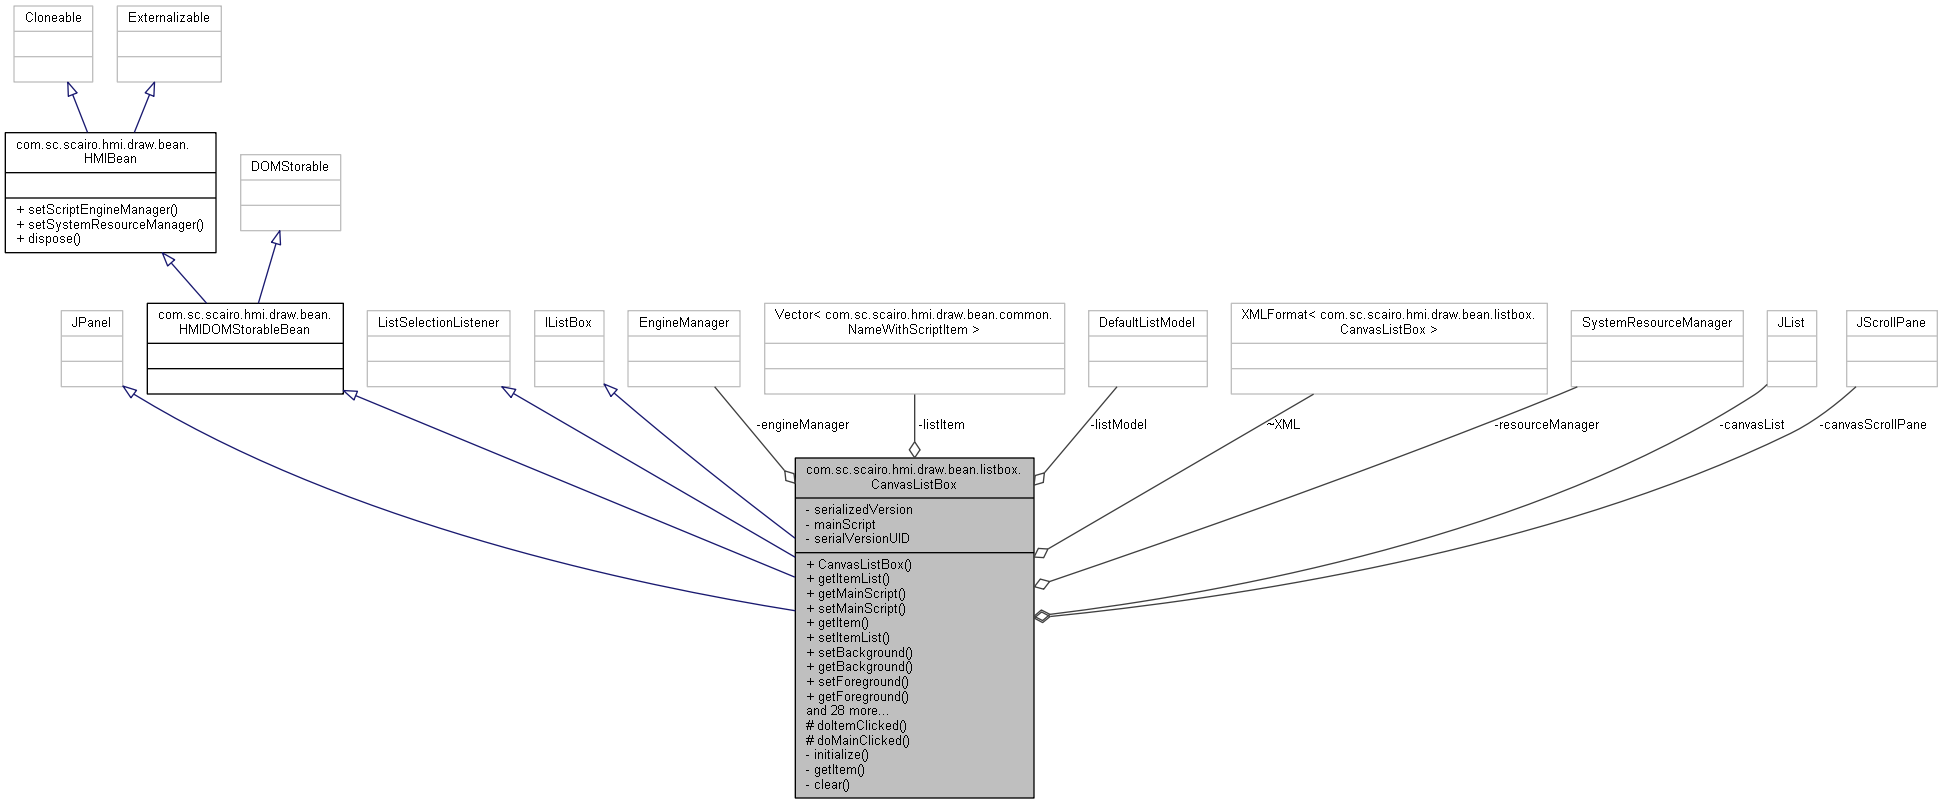 Cloneable
Externalizable
com.sc.scairo.hmi.draw.bean.
HMIBean
+ setScriptEngineManager()
+ setSystemResourceManager()
+ dispose()
DOMStorable
JPanel
com.sc.scairo.hmi.draw.bean.
HMIDOMStorableBean
ListSelectionListener
IListBox
EngineManager
Vector< com.sc.scairo.hmi.draw.bean.common.
NameWithScriptItem >
DefaultListModel
XMLFormat< com.sc.scairo.hmi.draw.bean.listbox.
CanvasListBox >
SystemResourceManager
JList
JScrollPane
-engineManager
-listItem
-listModel
~XML
-resourceManager
-canvasList
-canvasScrollPane
com.sc.scairo.hmi.draw.bean.listbox.
CanvasListBox
- serializedVersion
- mainScript
- serialVersionUID
+ CanvasListBox()
+ getItemList()
+ getMainScript()
+ setMainScript()
+ getItem()
+ setItemList()
+ setBackground()
+ getBackground()
+ setForeground()
+ getForeground()
and 28 more...
# doItemClicked()
# doMainClicked()
- initialize()
- getItem()
- clear()